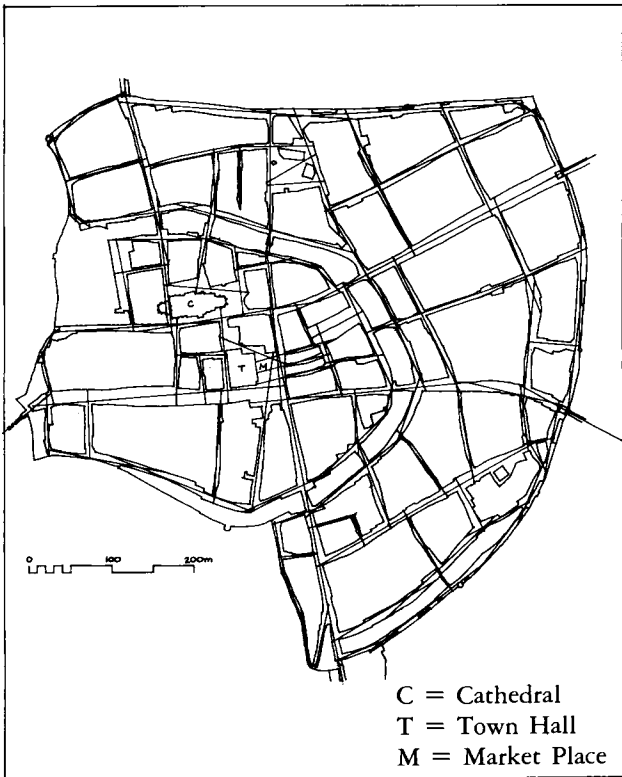 C
T M
0 100 200m
C = Cathedral
T = Town Hall
M = Market Place